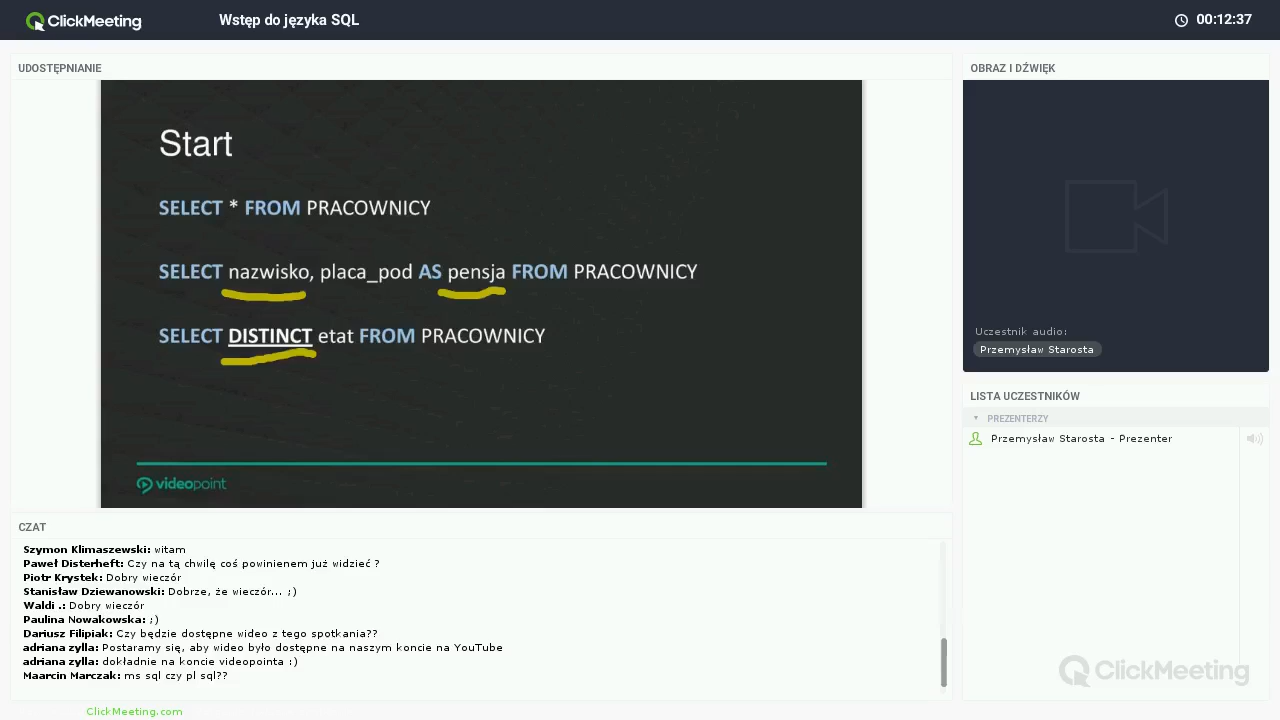 ClickMeeting
Wstęp do języka SQL
00:12:37
UDOSTĘPNIANIE
Start
SELECT * FROM PRACOWNICY
SELECT nazwisko, placa_pod AS pensja FROM PRACOWNICY
SELECT DISTINCT etat FROM PRACOWNICY
videopoint
OBRAZ I DŹWIĘK
Uczestnik audio:
Przemysław Starosta
LISTA UCZESTNIKÓW
PREZENTERZY
Przemysław Starosta - Prezenter
CZAT
Szymon Klimaszewski: witam
Paweł Disterheft: Czy na tą chwilę coś powinienem już widzieć ?
Piotr Krystek: Dobry wieczór
Stanisław Dziewanowski: Dobrze, że wieczór... ;)
Waldi .: Dobry wieczór
Paulina Nowakowska: ;)
Dariusz Filipiak: Czy będzie dostępne wideo z tego spotkania??
adriana zylla: Postaramy się, aby wideo było dostępne na naszym koncie na YouTube
adriana zylla: dokładnie na koncie videopointa :)
Maarcin Marczak: ms sql czy pl sql??
ClickMeeting
ClickMeeting.com